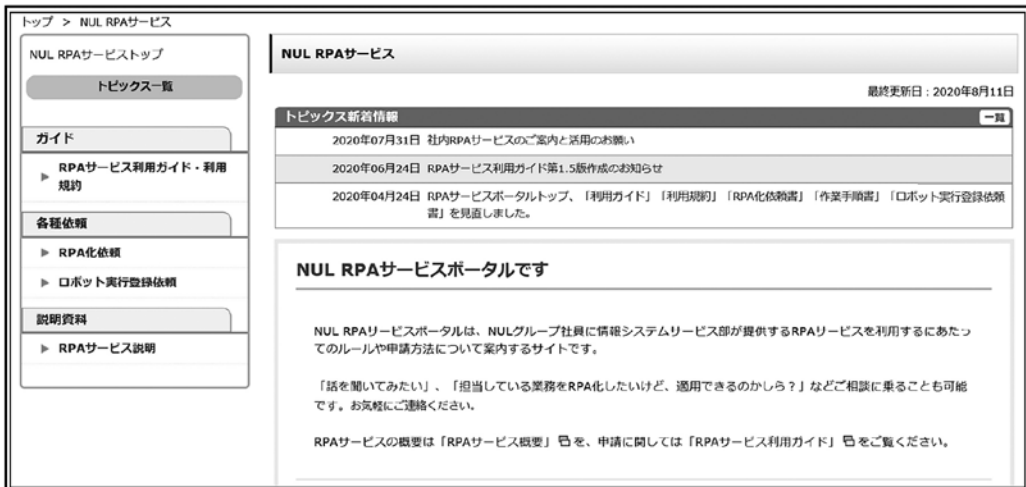 トップ > NUL RPAサービス
NUL RPAサービストップ
トピックス一覧
ガイド
▶ RPAサービス利用ガイド・利用
規約
各種依頼
▶ RPA化依頼
▶ ロボット実行登録依頼
説明資料
▶ RPAサービス説明
NUL RPAサービス
最終更新日：2020年8月11日
トピックス新着情報
一覧
2020年07月31日 社内RPAサービスのご案内と活用のお願い
2020年06月24日 RPAサービス利用ガイド第1.5版作成のお知らせ
2020年04月24日 RPAサービスポータルトップ、「利用ガイド」「利用規約」「RPA化依頼書」「作業手順書」「ロボット実行登録依頼
書」を見直しました。
NUL RPAサービスポータルです
NUL RPAサービスポータルは、NULグループ社員に情報システムサービス部が提供するRPAサービスを利用するにあたっ
てのルールや申請方法について案内するサイトです。
「話を聞いてみたい」、「担当している業務をRPA化したいけど、適用できるのかしら？」などご相談に乗ることも可能
です。お気軽にご連絡ください。
RPAサービスの概要は「RPAサービス概要」を、申請に関しては「RPAサービス利用ガイド」をご覧ください。